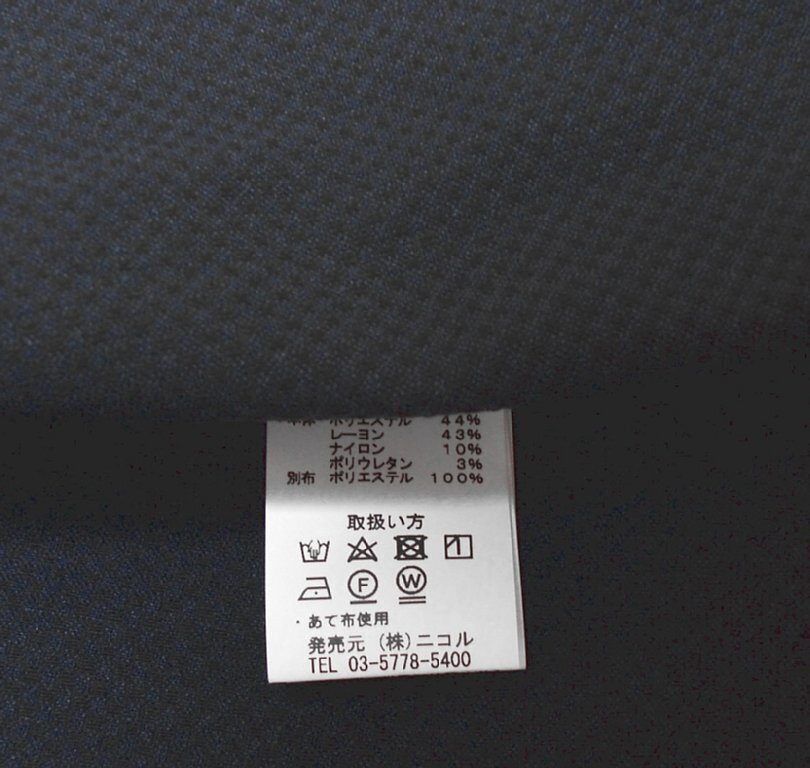 本体 ポリエステル 44%
レーヨン 43%
ナイロン 10%
ポリウレタン 3%
別布 ポリエステル 100%
取扱い方
F W
・あて布使用
発売元 (株)ニコル
TEL 03-5778-5400